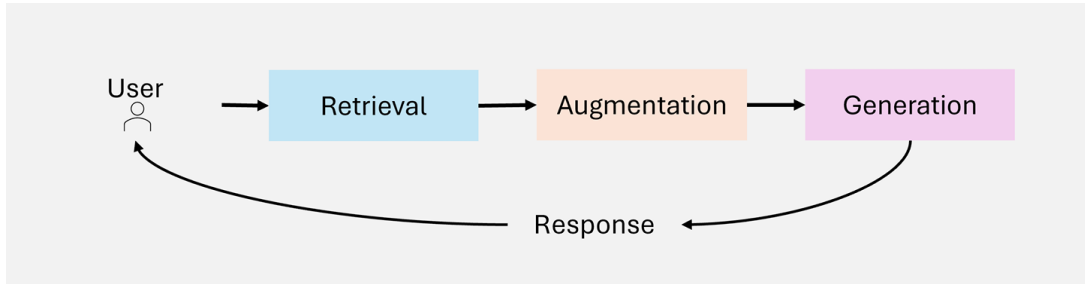 User
Retrieval
Augmentation
Generation
Response